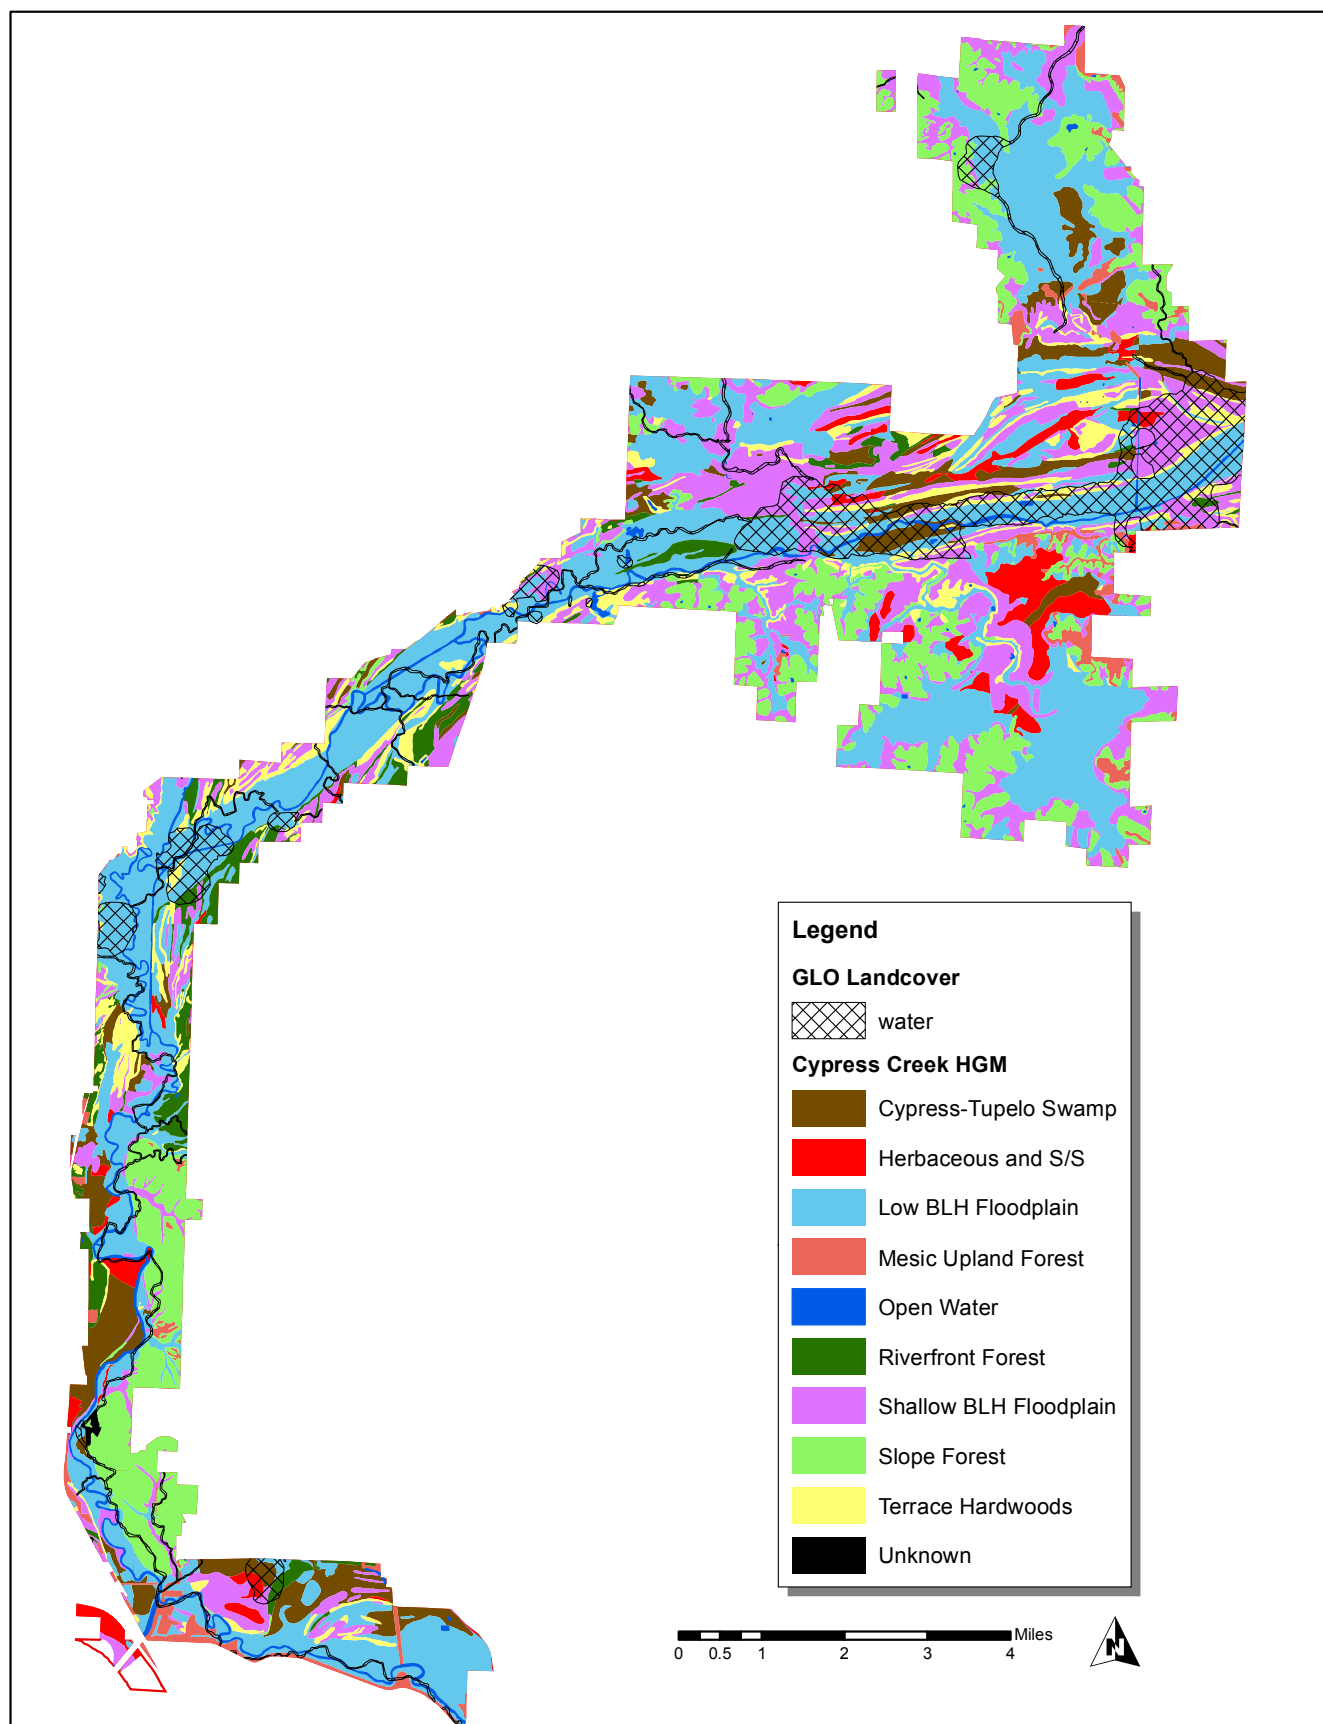 Legend
GLO Landcover
water
Cypress Creek HGM
Cypress-Tupelo Swamp
Herbaceous and S/S
Low BLH Floodplain
Mesic Upland Forest
Open Water
Riverfront Forest
Shallow BLH Floodplain
Slope Forest
Terrace Hardwoods
Unknown
Miles
0 0.5 1 2 3 4
N